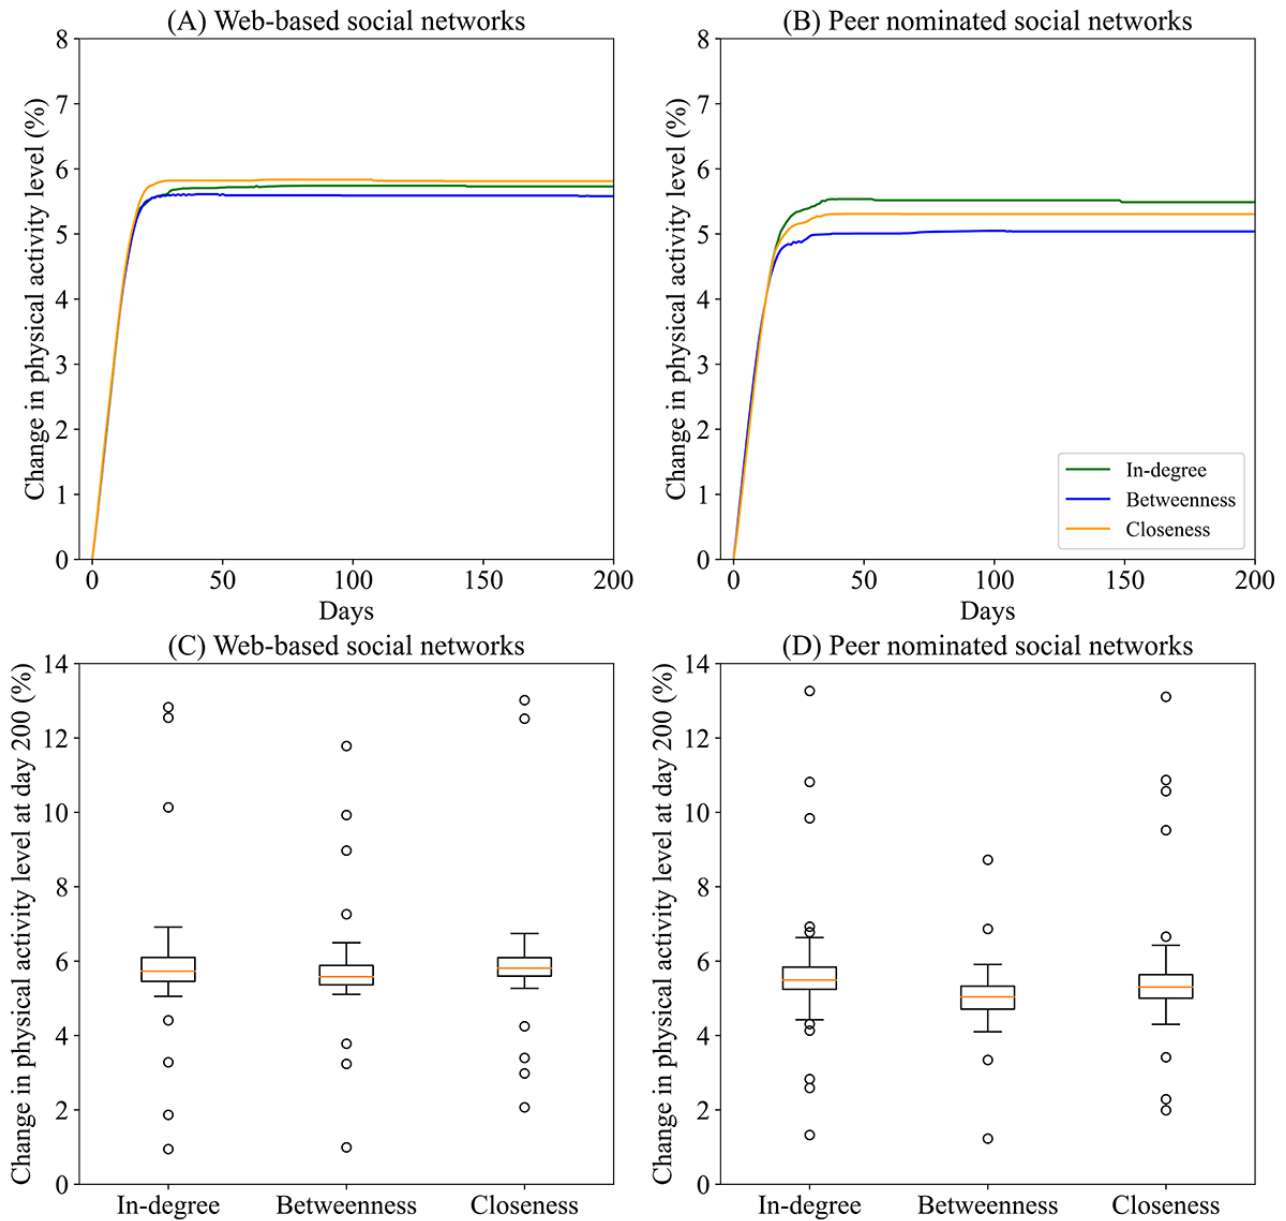 (A) Web-based social networks
Change in physical activity level (%)
8
7
6
5
4
3
2
1
0
0 50 100 150 200
Days
(B) Peer nominated social networks
Change in physical activity level (%)
8
7
6
5
4
3
2
1
0
In-degree
Betweenness
Closeness
0 50 100 150 200
Days
(C) Web-based social networks
Change in physical activity level at day 200 (%)
14
12
10
8
6
4
2
0
In-degree Betweenness Closeness
(D) Peer nominated social networks
Change in physical activity level at day 200 (%)
14
12
10
8
6
4
2
0
In-degree Betweenness Closeness